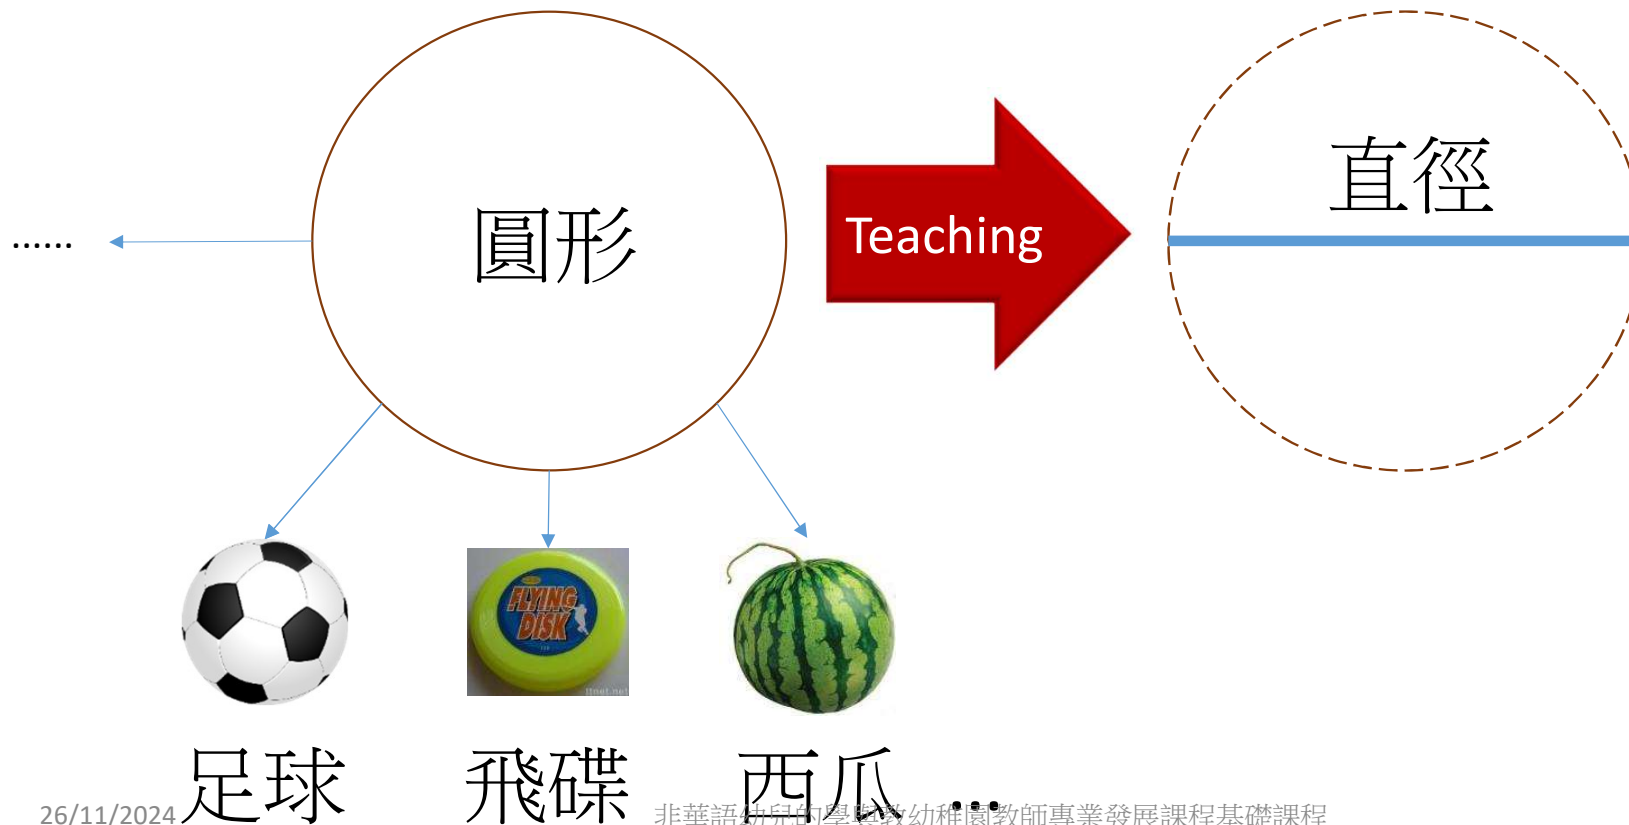 直徑
圓形
Teaching
......
FLYING
DISK
ttnet.net
足球
飛碟
西瓜 ...
26/11/2024
非華語幼兒的學與教幼稚園教師專業發展課程基礎課程